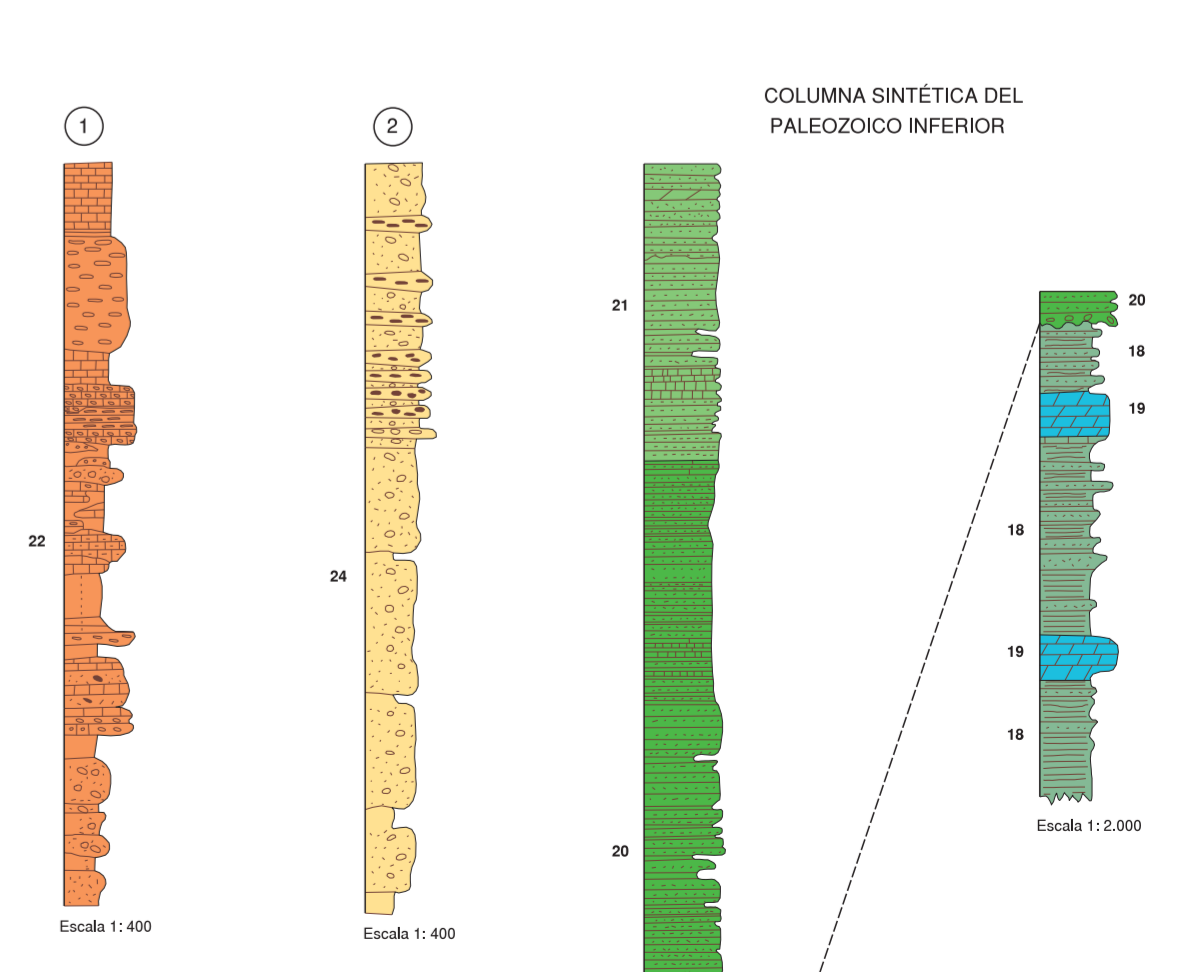 COLUMNA SINTÉTICA DEL
PALEOZOICO INFERIOR
1
2
22
Escala 1: 400
24
Escala 1: 400
21
20
20
18
19
18
19
18
Escala 1: 2.000